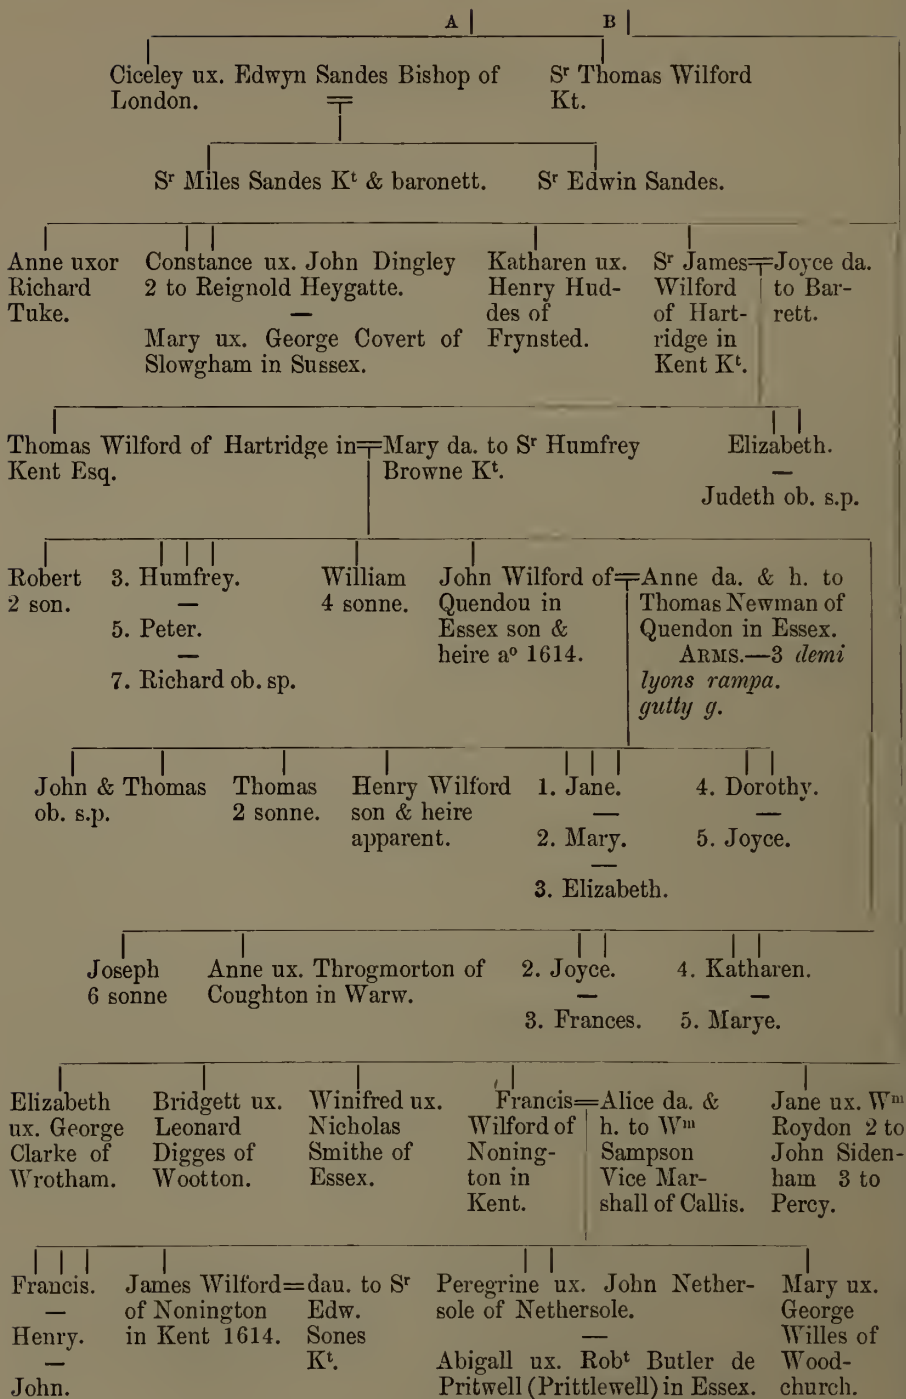 A B
Ciceley ux. Edwyn Sandes Bishop of
London.
Sr Thomas Wilford
Kt.
Sr Miles Sandes Kt & baronett.
Sr Edwin Sandes.
Anne uxor
Richard
Tuke.
Constance ux. John Dingley
2 to Reignold Heygatte.
—
Mary ux. George Covert of
Slowgham in Sussex.
Katharen ux.
Henry Hud-
des of
Frynsted.
Sr James
Wilford
of Hart-
ridge in
Kent Kt.
Joyce da.
to Bar-
rett.
Thomas Wilford of Hartridge in
Kent Esq.
Mary da. to Sr Humfrey
Browne Kt.
Elizabeth.
—
Judeth ob. s.p.
Robert
2 son.
3. Humfrey.
—
5. Peter.
—
7. Richard ob. sp.
William
4 sonne.
John Wilford of
Quendou in
Essex son &
heire ao 1614.
Anne da. & h. to
Thomas Newman of
Quendon in Essex.
ARMS.—3 demi
lyons rampa.
gutty g.
John & Thomas
ob. s.p.
Thomas
2 sonne.
Henry Wilford
son & heire
apparent.
1. Jane.
—
2. Mary.
—
3. Elizabeth.
4. Dorothy.
—
5. Joyce.
Joseph
6 sonne
Anne ux. Throgmorton of
Coughton in Warw.
2. Joyce.
—
3. Frances.
4. Katharen.
—
5. Marye.
Elizabeth
ux. George
Clarke of
Wrotham.
Bridgett ux.
Leonard
Digges of
Wootton.
Winifred ux.
Nicholas
Smithe of
Essex.
Francis
Wilford of
Noning-
ton in
Kent.
Alice da. &
h. to Wm
Sampson
Vice Mar-
shall of Callis.
Jane ux. Wm
Roydon 2 to
John Siden-
ham 3 to
Percy.
Francis.
—
Henry.
—
John.
James Wilford
of Nonington
in Kent 1614.
dau. to Sr
Edw.
Sones
Kt.
Peregrine ux. John Nether-
sole of Nethersole.
—
Abigall ux. Robt Butler de
Pritwell (Prittlewell) in Essex.
Mary ux.
George
Willes of
Wood-
church.